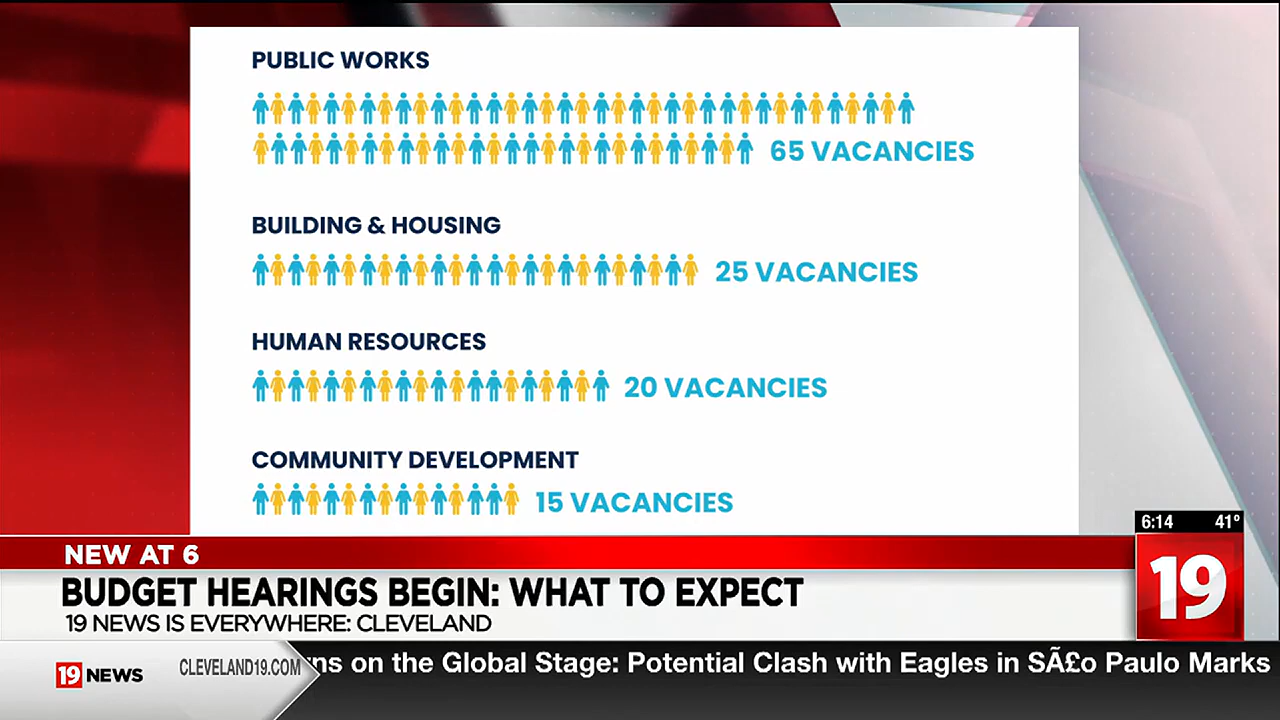 PUBLIC WORKS
65 VACANCIES
BUILDING & HOUSING
25 VACANCIES
HUMAN RESOURCES
20 VACANCIES
COMMUNITY DEVELOPMENT
15 VACANCIES
6:14 41°
NEW AT 6
19
BUDGET HEARINGS BEGIN: WHAT TO EXPECT
19 NEWS IS EVERYWHERE: CLEVELAND
19 NEWS CLEVELAND19.COM
ns on the Global Stage: Potential Clash with Eagles in SÃ£o Paulo Marks